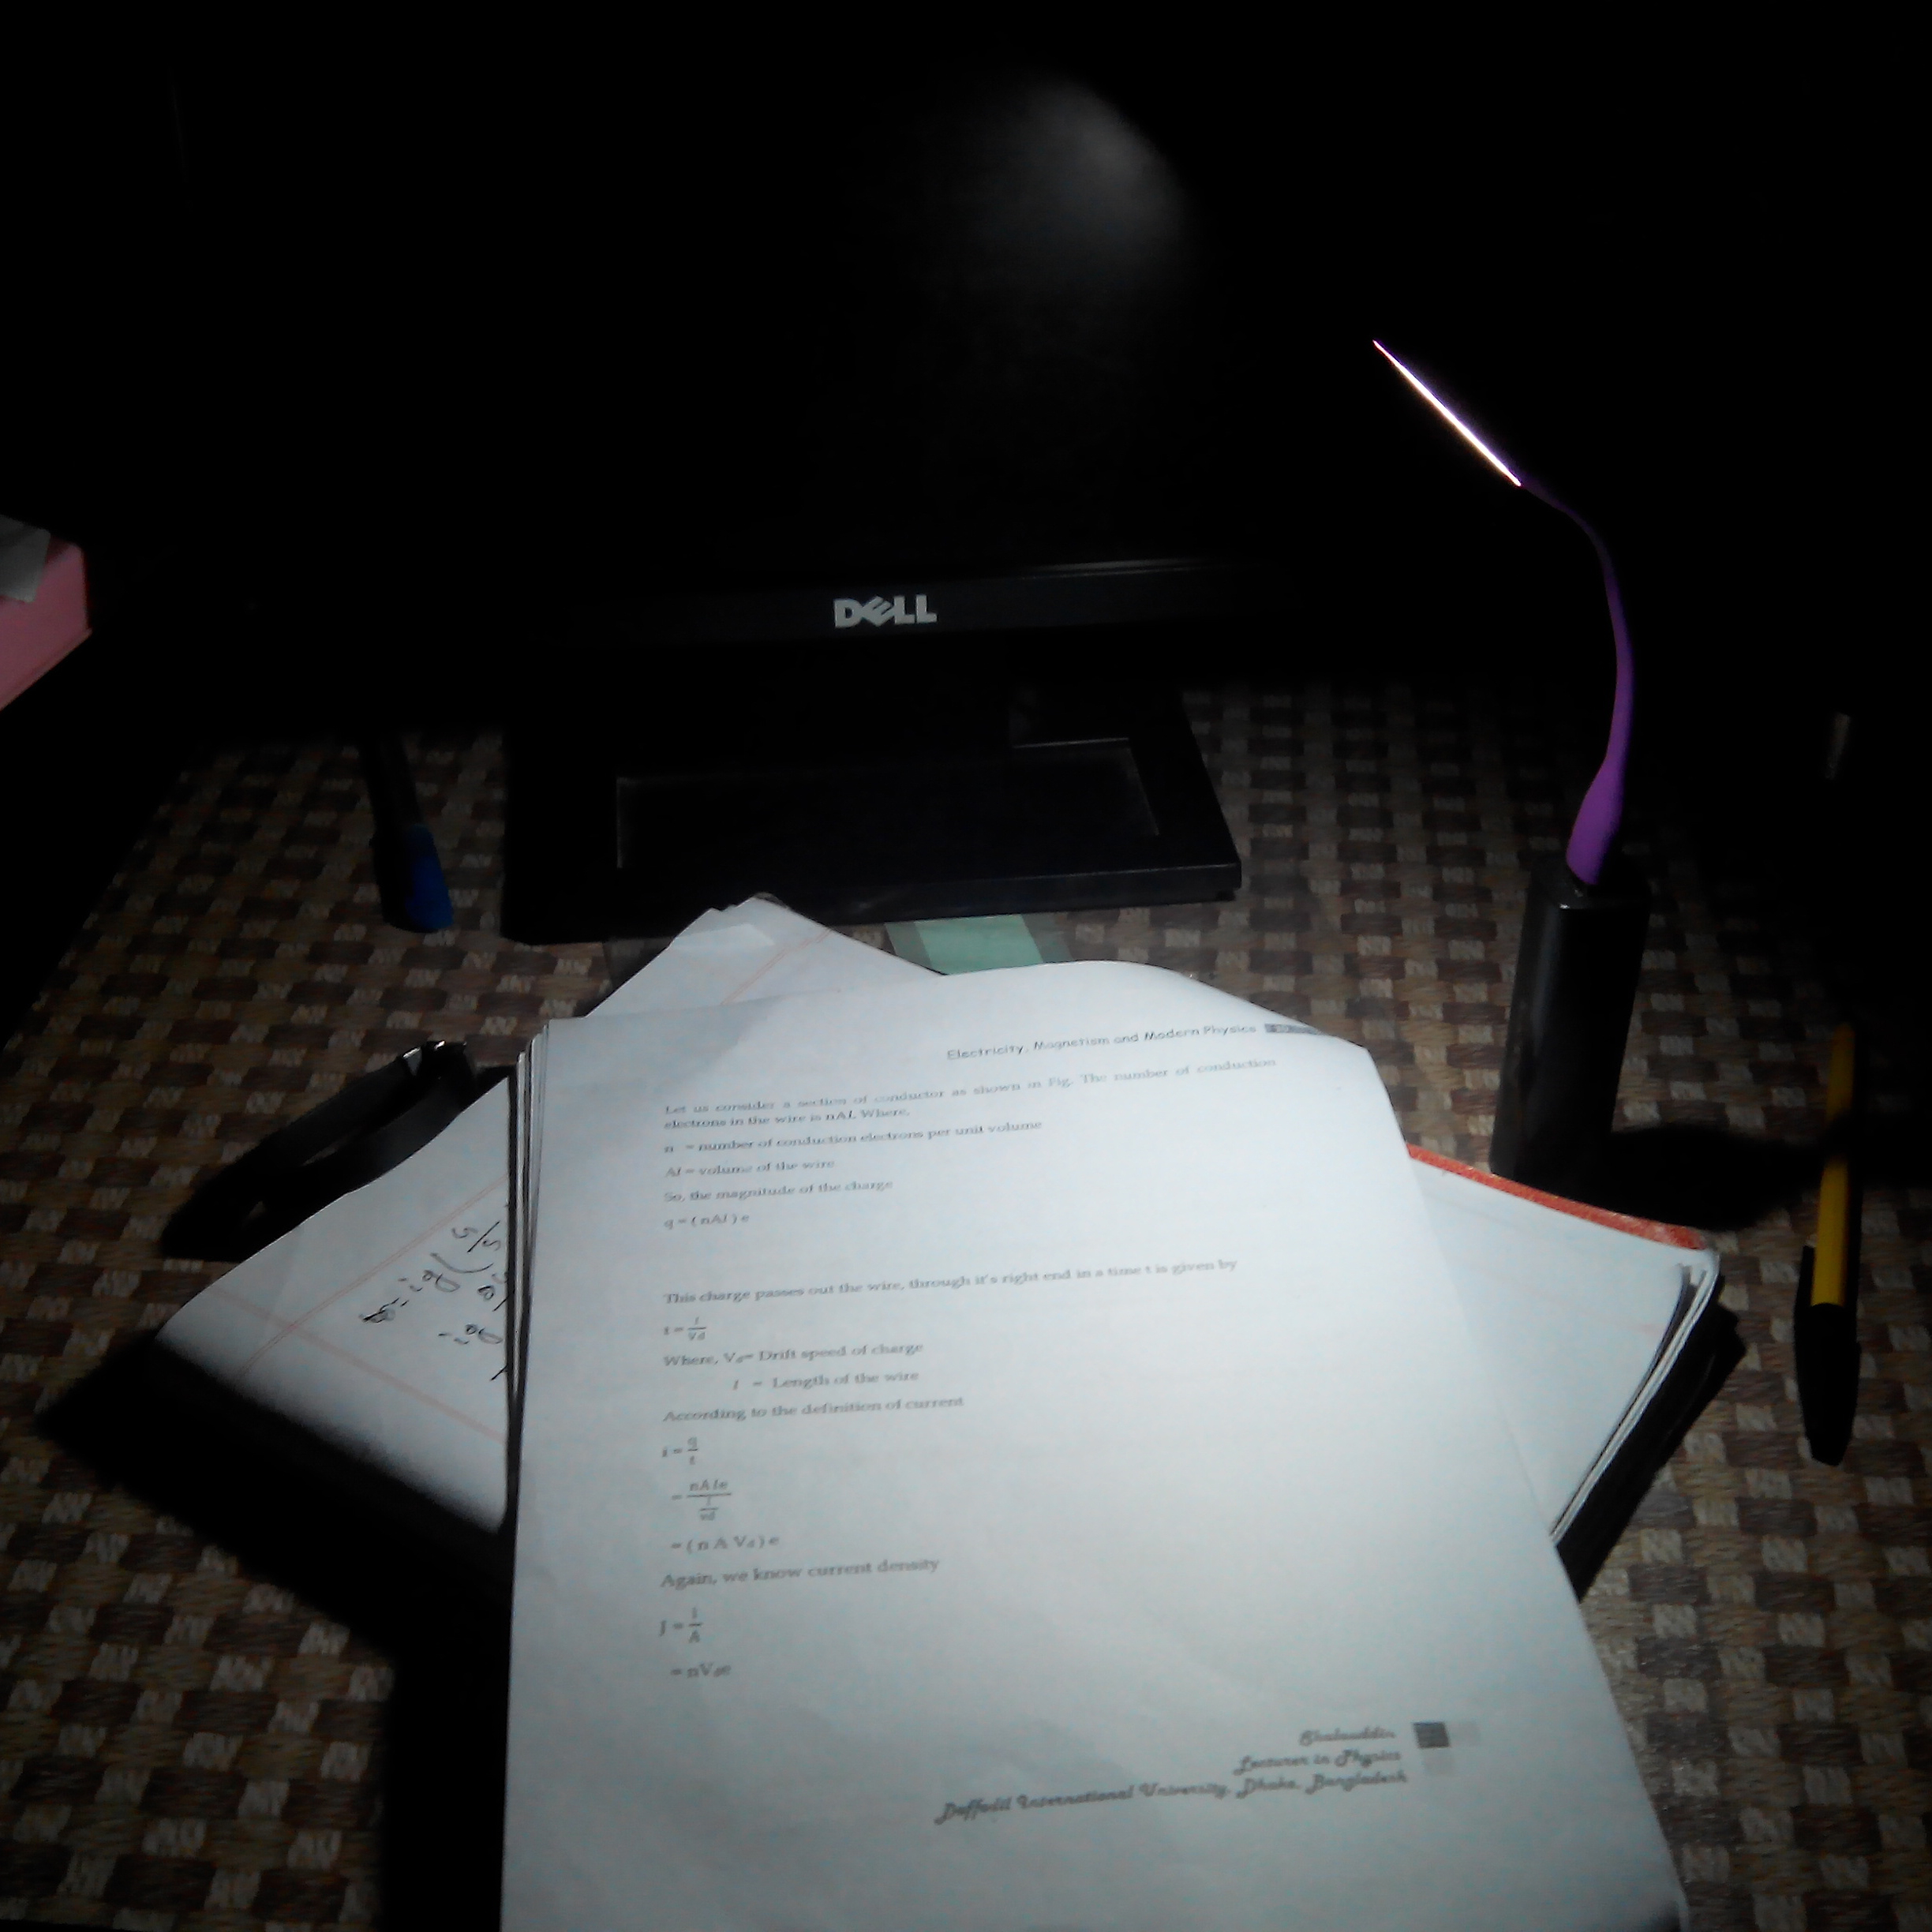 DELL
Electricity, Magnetism and Modern Physics
Let us consider a section of conductor as shown in Fig. The number of conduction
electrons in the wire is nAl. Where,
n = number of conduction electrons per unit volume
Al = volume of the wire
So, the magnitude of the charge
q = ( nAl ) e
This charge passes out the wire, through it's right end in a time t is given by
t = l/Vd
Where, Vd= Drift speed of charge
l = Length of the wire
According to the definition of current
i = q/t
= nAle / (l/vd)
= ( n A Vd ) e
Again, we know current density
J = i/A
= nVde
Lecturer in Physics
Daffodil International University, Dhaka, Bangladesh